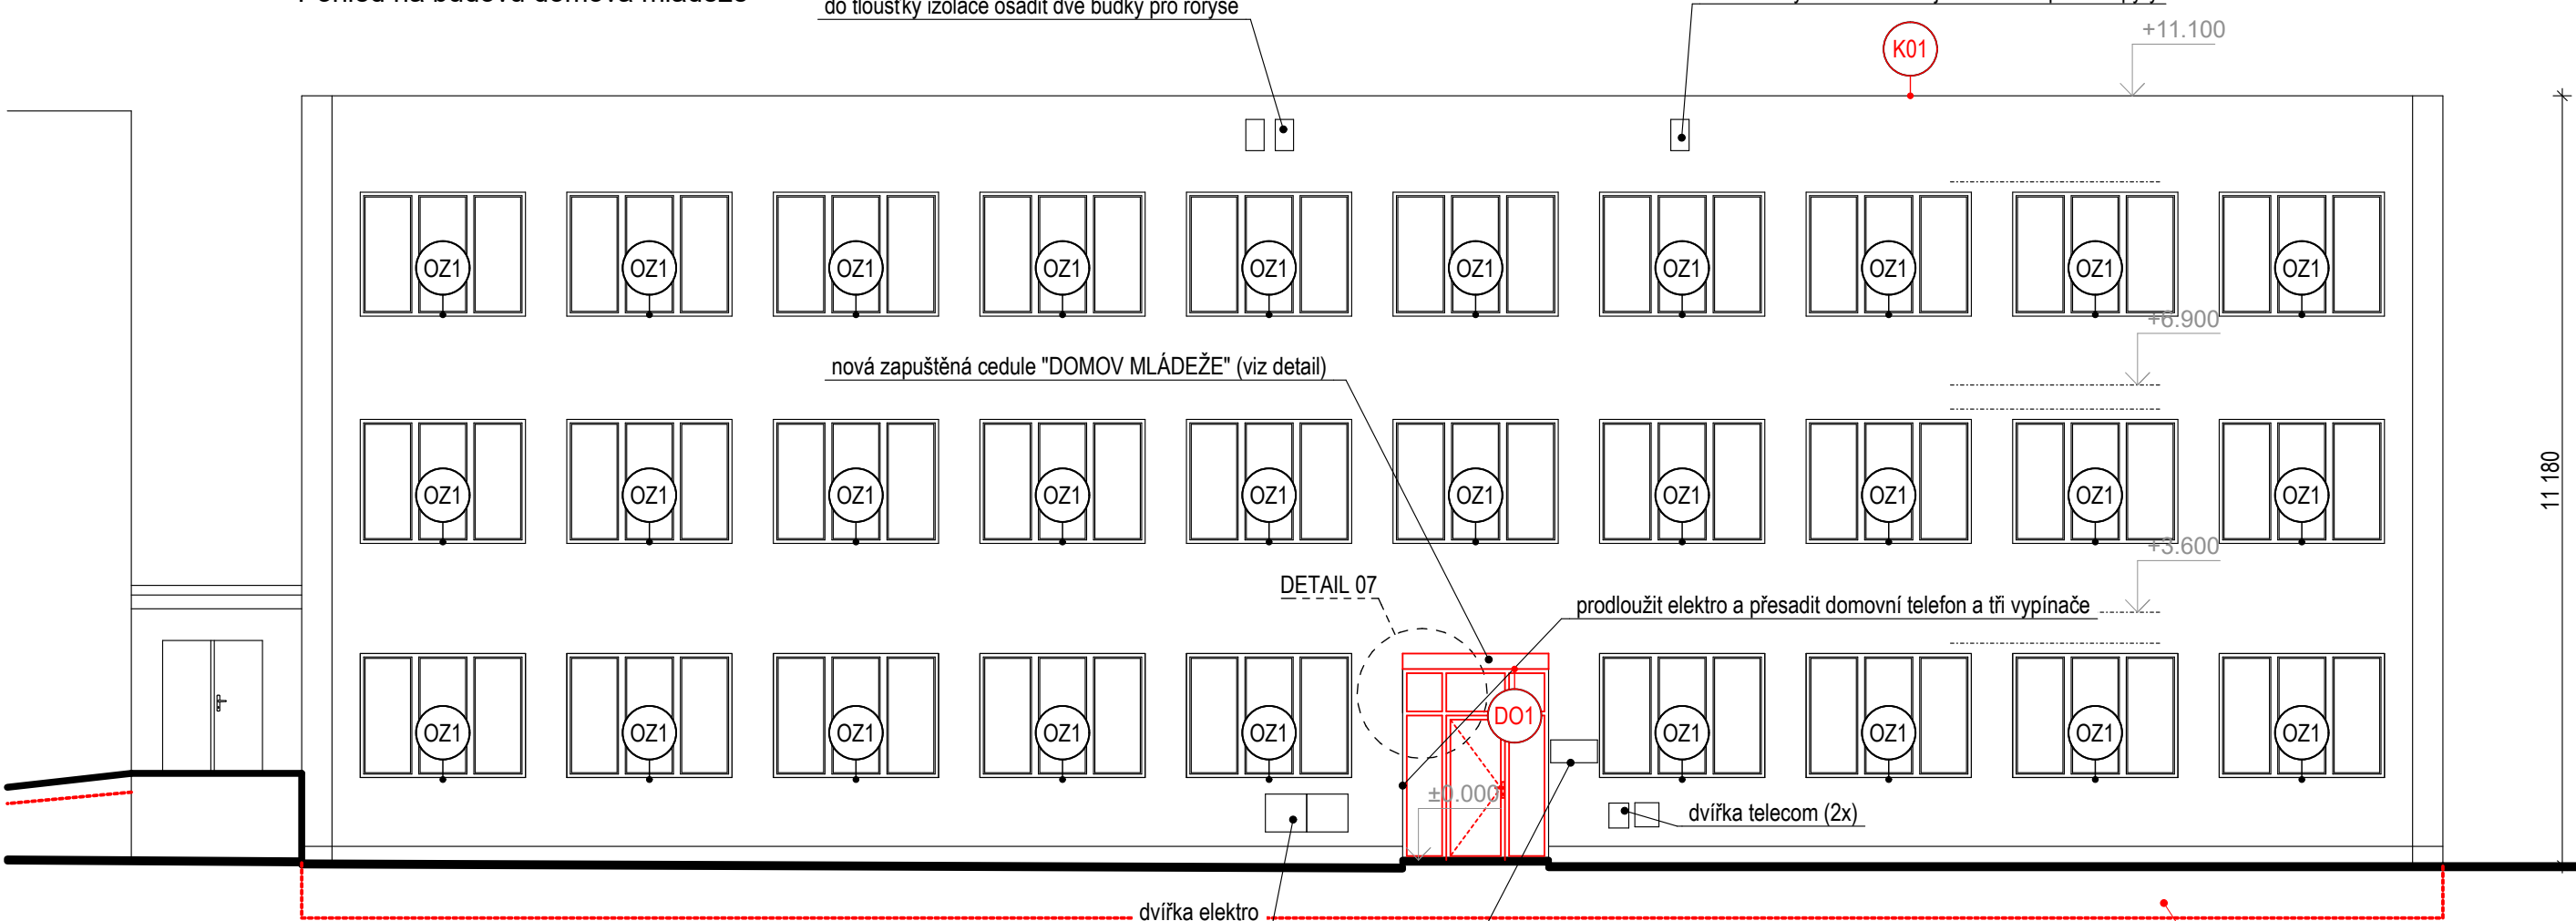 do tloušťky izolace osadit dvě budky pro rorýse
+11.100
K01
OZ1 OZ1 OZ1 OZ1 OZ1 OZ1 OZ1 OZ1 OZ1 OZ1
+6.900
nová zapuštěná cedule "DOMOV MLÁDEŽE" (viz detail)
11 180
OZ1 OZ1 OZ1 OZ1 OZ1 OZ1 OZ1 OZ1 OZ1 OZ1
+3.600
DETAIL 07
prodloužit elektro a přesadit domovní telefon a tři vypínače
DO1
OZ1 OZ1 OZ1 OZ1 OZ1 OZ1 OZ1 OZ1 OZ1
±0.000
dvířka telecom (2x)
dvířka elektro